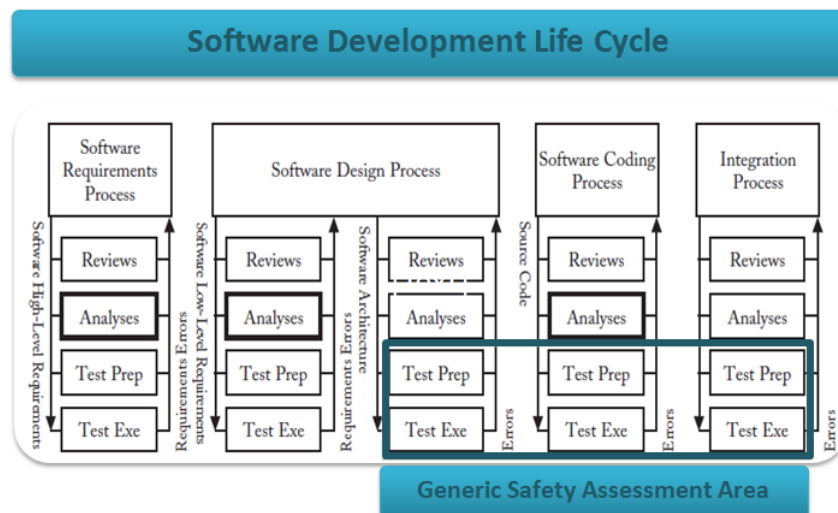 Software Development Life Cycle
Software
Requirements
Process
Software Design Process
Software Coding
Process
Integration
Process
Software High-Level Requirements
Reviews
Analyses
Test Prep
Test Exe
Requirements Errors
Software Low-Level Requirements
Reviews
Analyses
Test Prep
Test Exe
Requirements Errors
Software Architecture
Reviews
Analyses
Test Prep
Test Exe
Errors
Source Code
Reviews
Analyses
Test Prep
Test Exe
Errors
Reviews
Analyses
Test Prep
Test Exe
Errors
Generic Safety Assessment Area